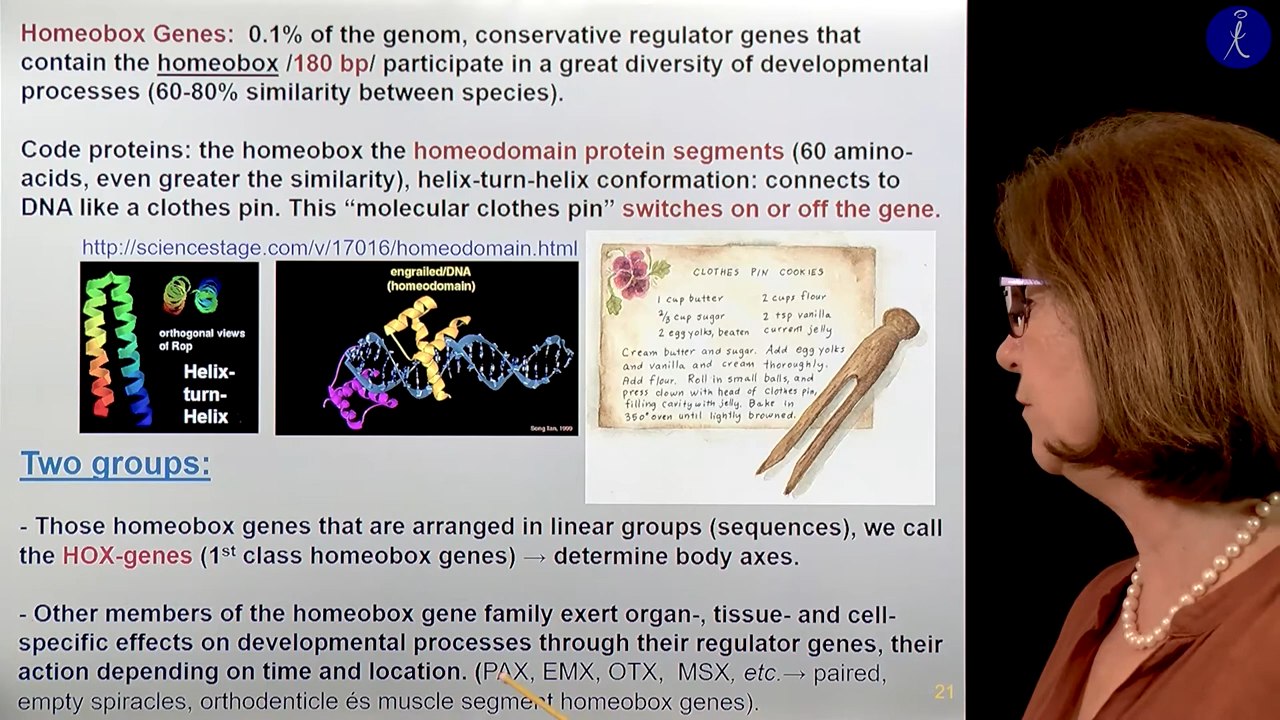 Homeobox Genes: 0.1% of the genom, conservative regulator genes that
contain the homeobox /180 bp/ participate in a great diversity of developmental
processes (60-80% similarity between species).
Code proteins: the homeobox the homeodomain protein segments (60 amino-
acids, even greater the similarity), helix-turn-helix conformation: connects to
DNA like a clothes pin. This “molecular clothes pin” switches on or off the gene.
http://sciencestage.com/v/17016/homeodomain.html
orthogonal views
of Rop
Helix-
turn-
Helix
engrailed/DNA
(homeodomain)
Song Tan, 1999
CLOTHES PIN COOKIES
1 cup butter 2 cups flour
2/3 cup sugar 2 tsp vanilla
2 egg yolks, beaten current jelly
Cream butter and sugar. Add egg yolks
and vanilla and cream thoroughly.
Add flour. Roll in small balls, and
press down with head of clothes pin,
filling cavity with jelly. Bake in
350° oven until lightly browned.
Two groups:
- Those homeobox genes that are arranged in linear groups (sequences), we call
the HOX-genes (1st class homeobox genes) → determine body axes.
- Other members of the homeobox gene family exert organ-, tissue- and cell-
specific effects on developmental processes through their regulator genes, their
action depending on time and location. (PAX, EMX, OTX, MSX, etc.→ paired,
empty spiracles, orthodenticle és muscle segment homeobox genes).
21